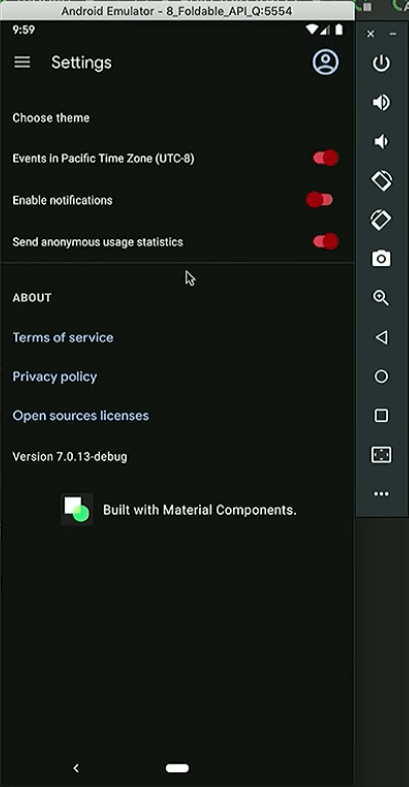 Android Emulator - 8_Foldable_API_Q:5554
9:59
Settings
Choose theme
Events in Pacific Time Zone (UTC-8)
Enable notifications
Send anonymous usage statistics
ABOUT
Terms of service
Privacy policy
Open sources licenses
Version 7.0.13-debug
Built with Material Components.